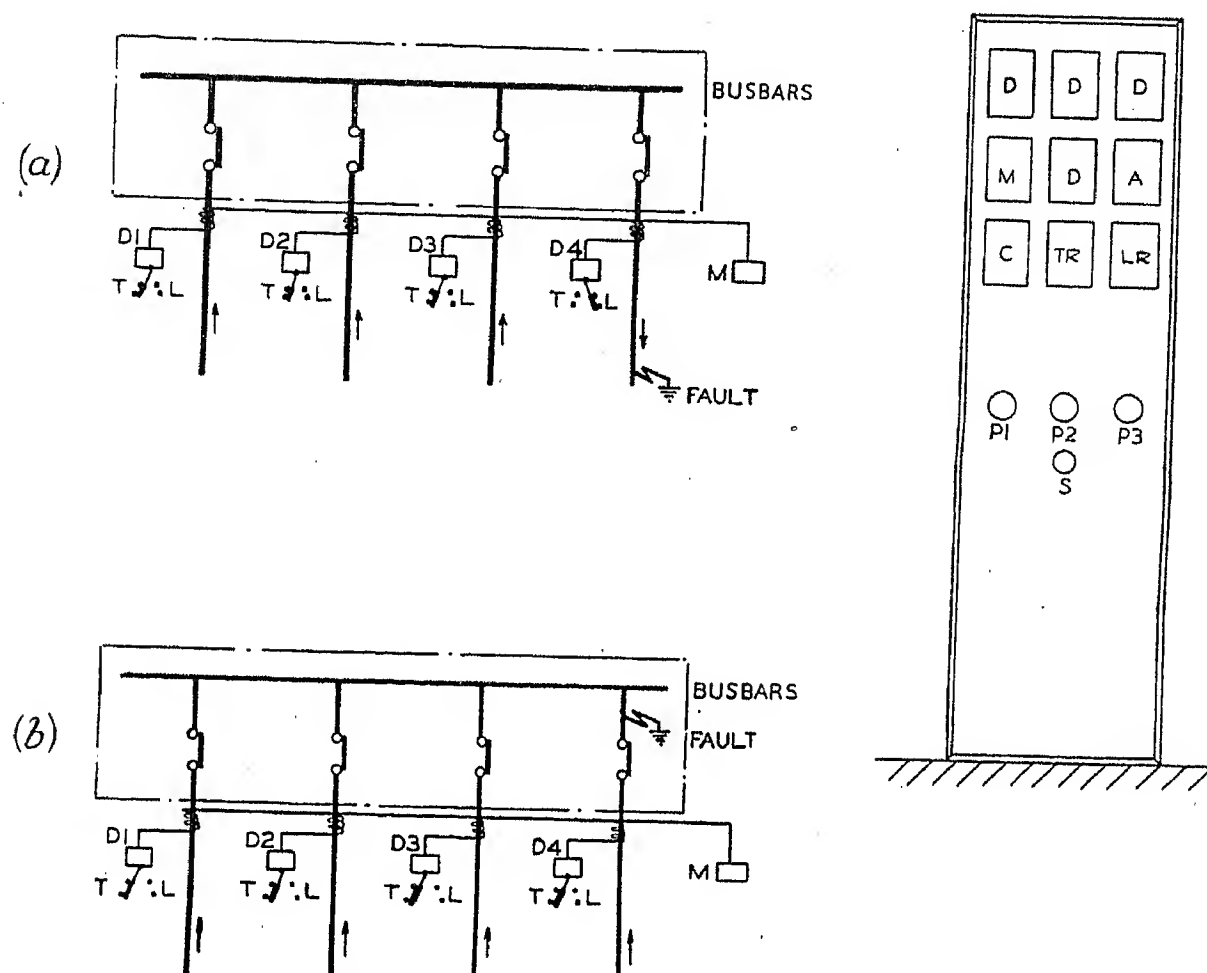 (a)
BUSBARS
D1 D2 D3 D4 M
T L T L T L T L
FAULT
D D D
M D A
C TR LR
P1 P2 P3
S
(b)
BUSBARS
FAULT
D1 D2 D3 D4 M
T L T L T L T L